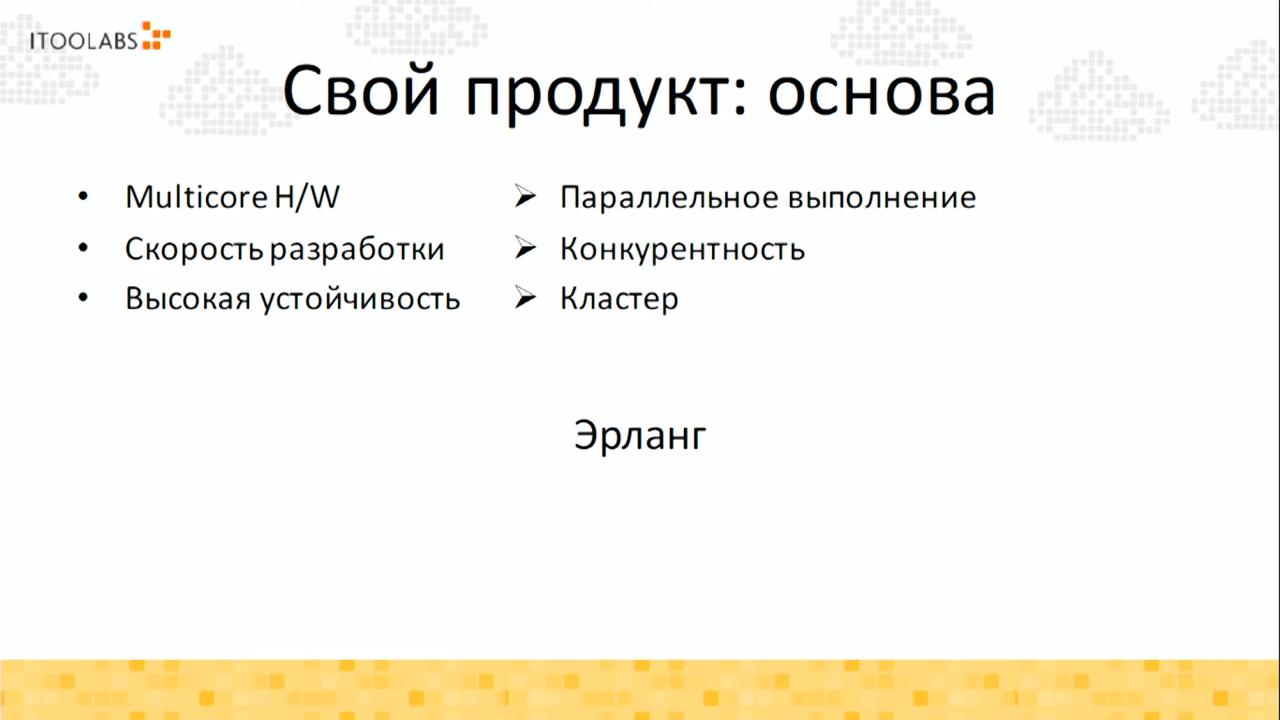 ITOOLABS
Свой продукт: основа
• Multicore H/W
• Скорость разработки
• Высокая устойчивость
➢ Параллельное выполнение
➢ Конкурентность
➢ Кластер
Эрланг